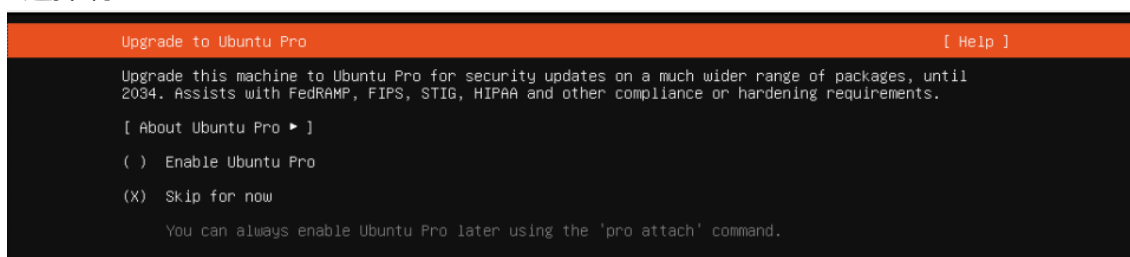 Upgrade to Ubuntu Pro [ Help ]
Upgrade this machine to Ubuntu Pro for security updates on a much wider range of packages, until
2034. Assists with FedRAMP, FIPS, STIG, HIPAA and other compliance or hardening requirements.
[ About Ubuntu Pro ► ]
( ) Enable Ubuntu Pro
(X) Skip for now
You can always enable Ubuntu Pro later using the 'pro attach' command.